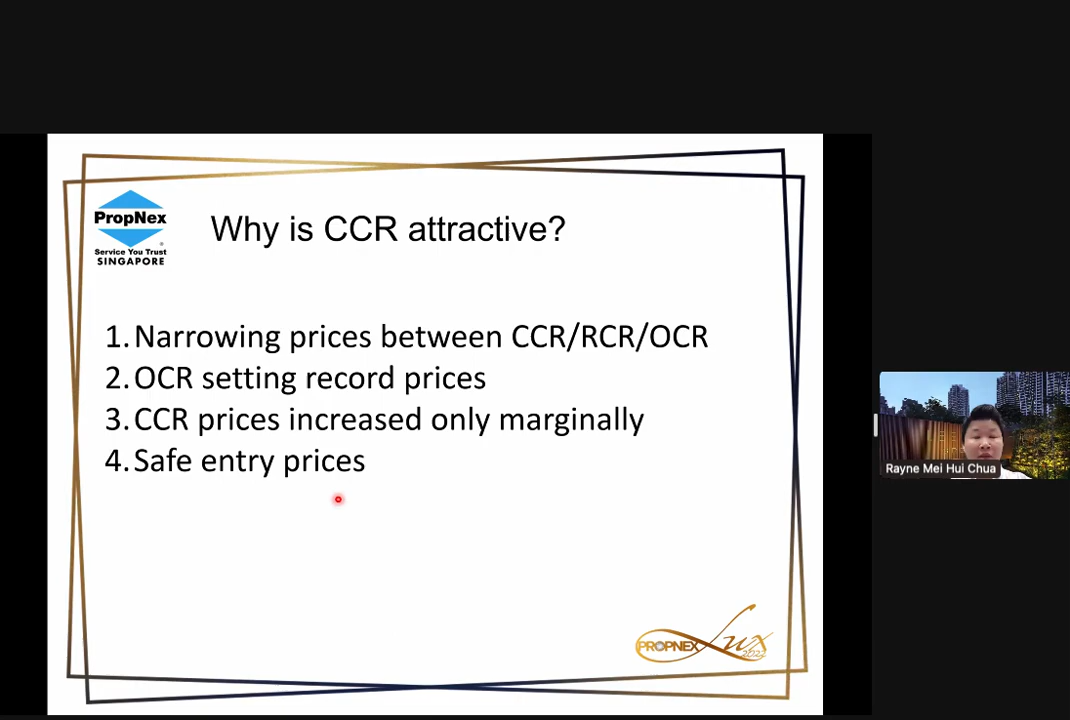 PropNex
Service You Trust
SINGAPORE
Why is CCR attractive?
1. Narrowing prices between CCR/RCR/OCR
2. OCR setting record prices
3. CCR prices increased only marginally
4. Safe entry prices
Rayne Mei Hui Chua
PROPNEX Lux
2022